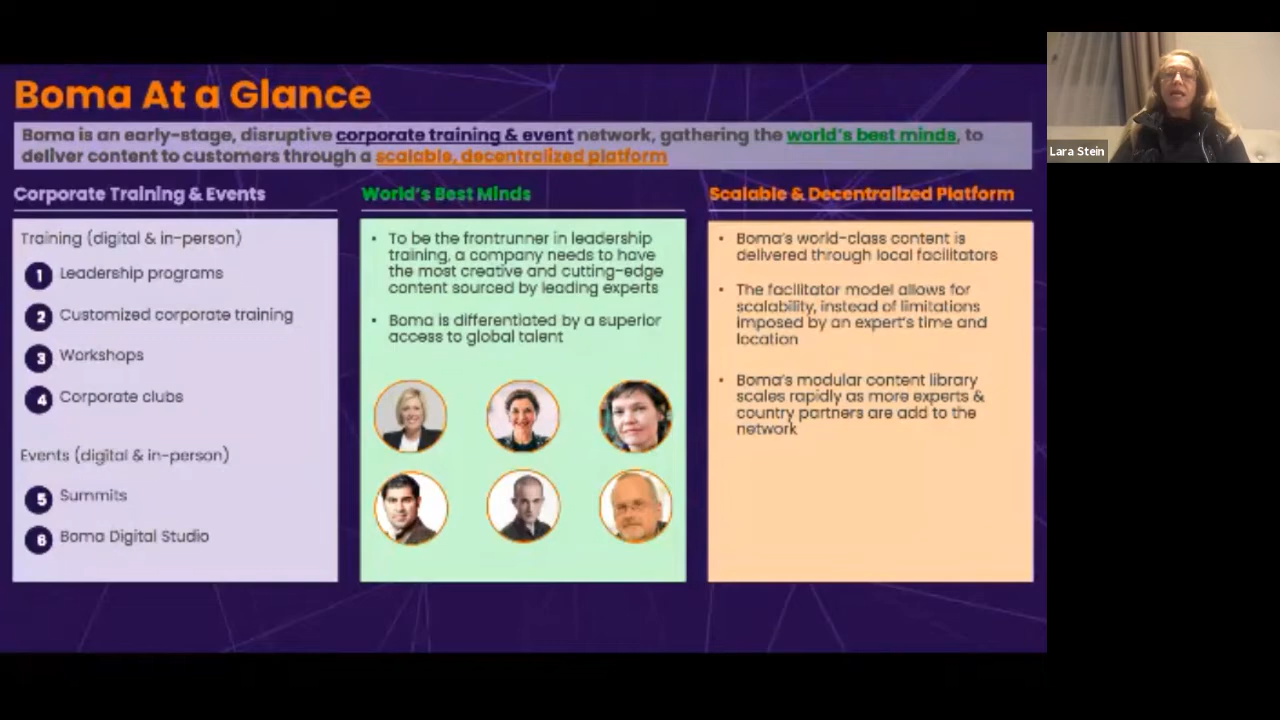 Boma At a Glance
Boma is an early-stage, disruptive corporate training & event network, gathering the world's best minds, to
deliver content to customers through a scalable, decentralized platform
Corporate Training & Events
Training (digital & in-person)
1 Leadership programs
2 Customized corporate training
3 Workshops
4 Corporate clubs
Events (digital & in-person)
5 Summits
6 Boma Digital Studio
World's Best Minds
• To be the frontrunner in leadership
training, a company needs to have
the most creative and cutting-edge
content sourced by leading experts
• Boma is differentiated by a superior
access to global talent
Scalable & Decentralized Platform
• Boma's world-class content is
delivered through local facilitators
• The facilitator model allows for
scalability, instead of limitations
imposed by an expert's time and
location
• Boma's modular content library
scales rapidly as more experts &
country partners are add to the
network
Lara Stein